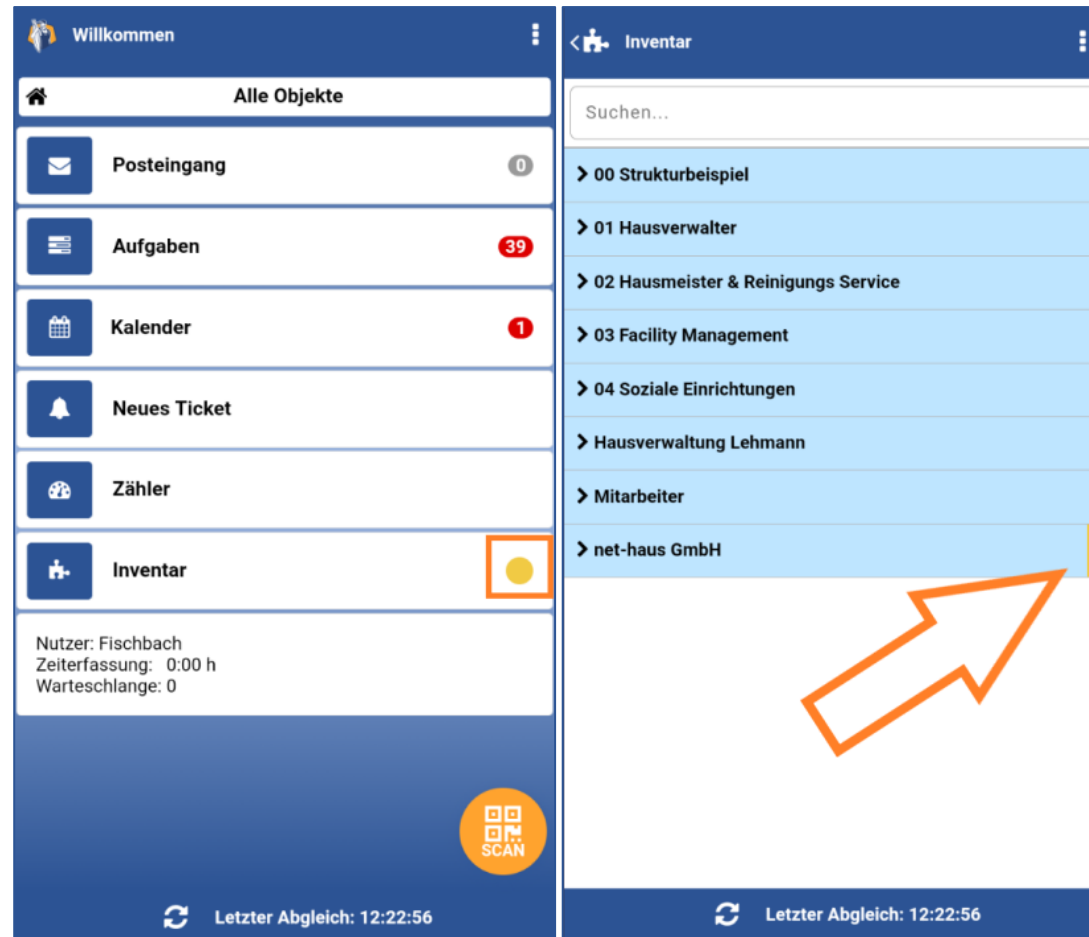 Willkommen
Alle Objekte
Posteingang 0
Aufgaben 39
Kalender 1
Neues Ticket
Zähler
Inventar
Nutzer: Fischbach
Zeiterfassung: 0:00 h
Warteschlange: 0
SCAN
Letzter Abgleich: 12:22:56
Inventar
Suchen...
00 Strukturbeispiel
01 Hausverwalter
02 Hausmeister & Reinigungs Service
03 Facility Management
04 Soziale Einrichtungen
Hausverwaltung Lehmann
Mitarbeiter
net-haus GmbH
Letzter Abgleich: 12:22:56